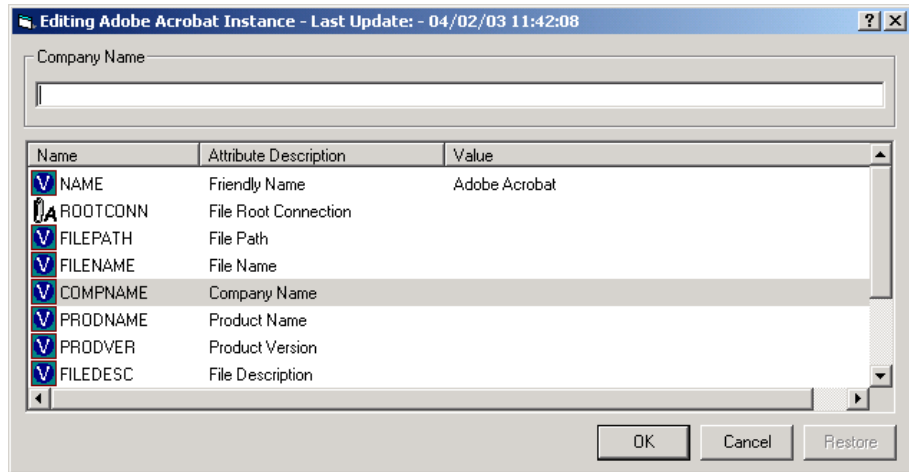 Editing Adobe Acrobat Instance - Last Update: - 04/02/03 11:42:08
Company Name
Name Attribute Description Value
V NAME Friendly Name Adobe Acrobat
A ROOTCONN File Root Connection
V FILEPATH File Path
V FILENAME File Name
V COMPNAME Company Name
V PRODNAME Product Name
V PRODVER Product Version
V FILEDESC File Description
OK Cancel Restore